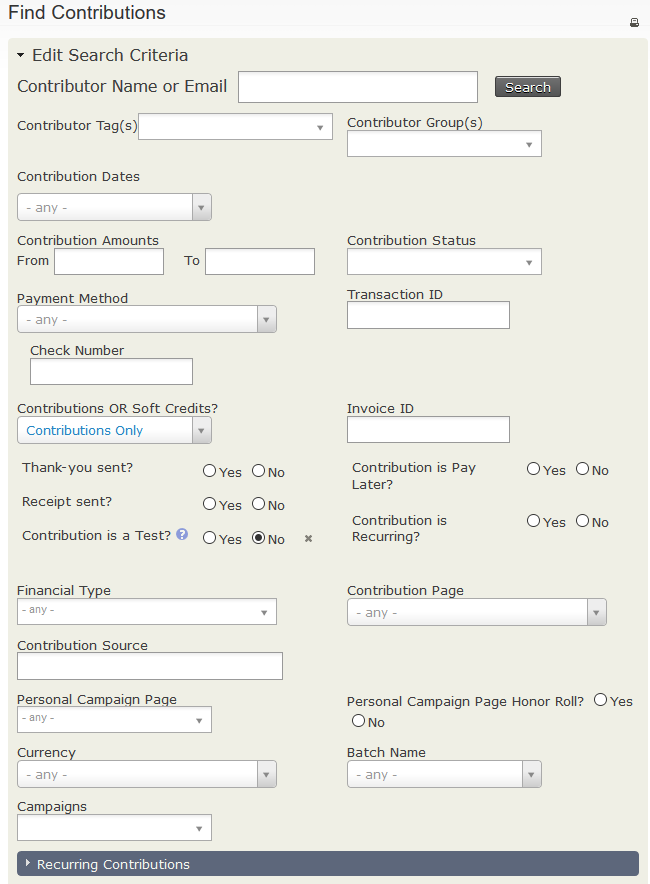 Find Contributions
Edit Search Criteria
Contributor Name or Email
Search
Contributor Tag(s)
Contributor Group(s)
Contribution Dates
- any -
Contribution Amounts
From
To
Contribution Status
Payment Method
- any -
Transaction ID
Check Number
Contributions OR Soft Credits?
Contributions Only
Invoice ID
Thank-you sent?
Yes No
Contribution is Pay
Later?
Yes No
Receipt sent?
Yes No
Contribution is a Test? ?
Yes No
Contribution is
Recurring?
Yes No
Financial Type
- any -
Contribution Page
- any -
Contribution Source
Personal Campaign Page
- any -
Personal Campaign Page Honor Roll? Yes
No
Currency
- any -
Batch Name
- any -
Campaigns
Recurring Contributions